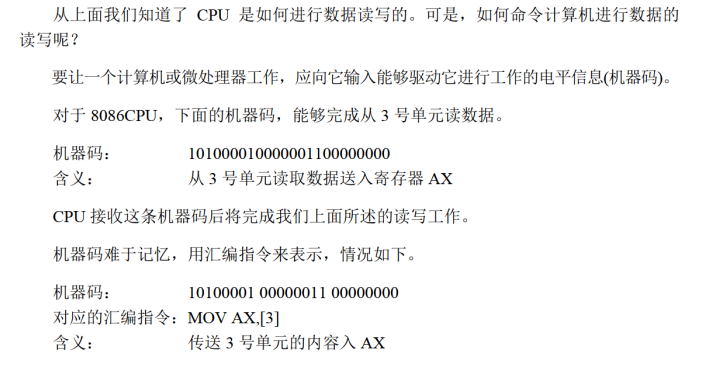 从上面我们知道了 CPU 是如何进行数据读写的。可是，如何命令计算机进行数据的
读写呢？
要让一个计算机或微处理器工作，应向它输入能够驱动它进行工作的电平信息(机器码)。
对于 8086CPU，下面的机器码，能够完成从 3 号单元读数据。
机器码： 101000010000001100000000
含义： 从 3 号单元读取数据送入寄存器 AX
CPU 接收这条机器码后将完成我们上面所述的读写工作。
机器码难于记忆，用汇编指令来表示，情况如下。
机器码： 10100001 00000011 00000000
对应的汇编指令：MOV AX,[3]
含义： 传送 3 号单元的内容入 AX